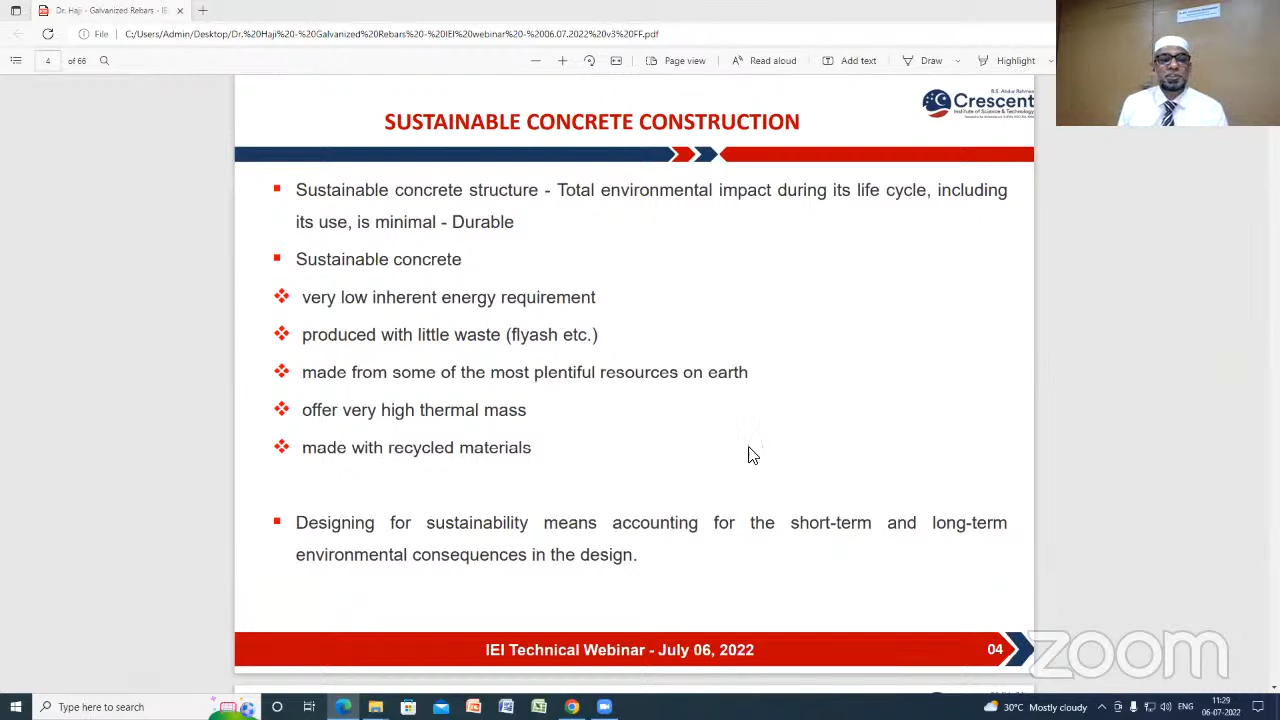 Dr. Haji - Galvanized Rebars - IE
File
C:/Users/Admin/Desktop/Dr.%20Haji%20-%20Galvanized%20Rebars%20-%20IEI%20webinar%20-%2006.07.2022%20v3%20FF.pdf
4 of 66
Page view
Read aloud
Add text
Draw
Highlight
B.S. Abdur Rahman
Crescent
Institute of Science & Technology
SUSTAINABLE CONCRETE CONSTRUCTION
Sustainable concrete structure - Total environmental impact during its life cycle, including
its use, is minimal - Durable
Sustainable concrete
very low inherent energy requirement
produced with little waste (flyash etc.)
made from some of the most plentiful resources on earth
offer very high thermal mass
made with recycled materials
Designing for sustainability means accounting for the short-term and long-term
environmental consequences in the design.
IEI Technical Webinar - July 06, 2022
04
zoom
Type here to search
30°C Mostly cloudy
ENG
11:29
06-07-2022